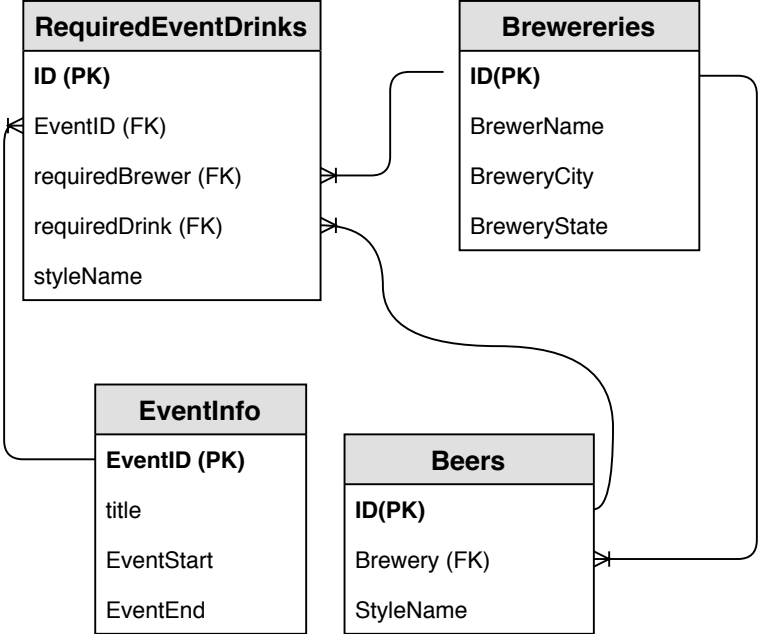 RequiredEventDrinks
ID (PK)
EventID (FK)
requiredBrewer (FK)
requiredDrink (FK)
styleName
Brewereries
ID(PK)
BrewerName
BreweryCity
BreweryState
EventInfo
EventID (PK)
title
EventStart
EventEnd
Beers
ID(PK)
Brewery (FK)
StyleName